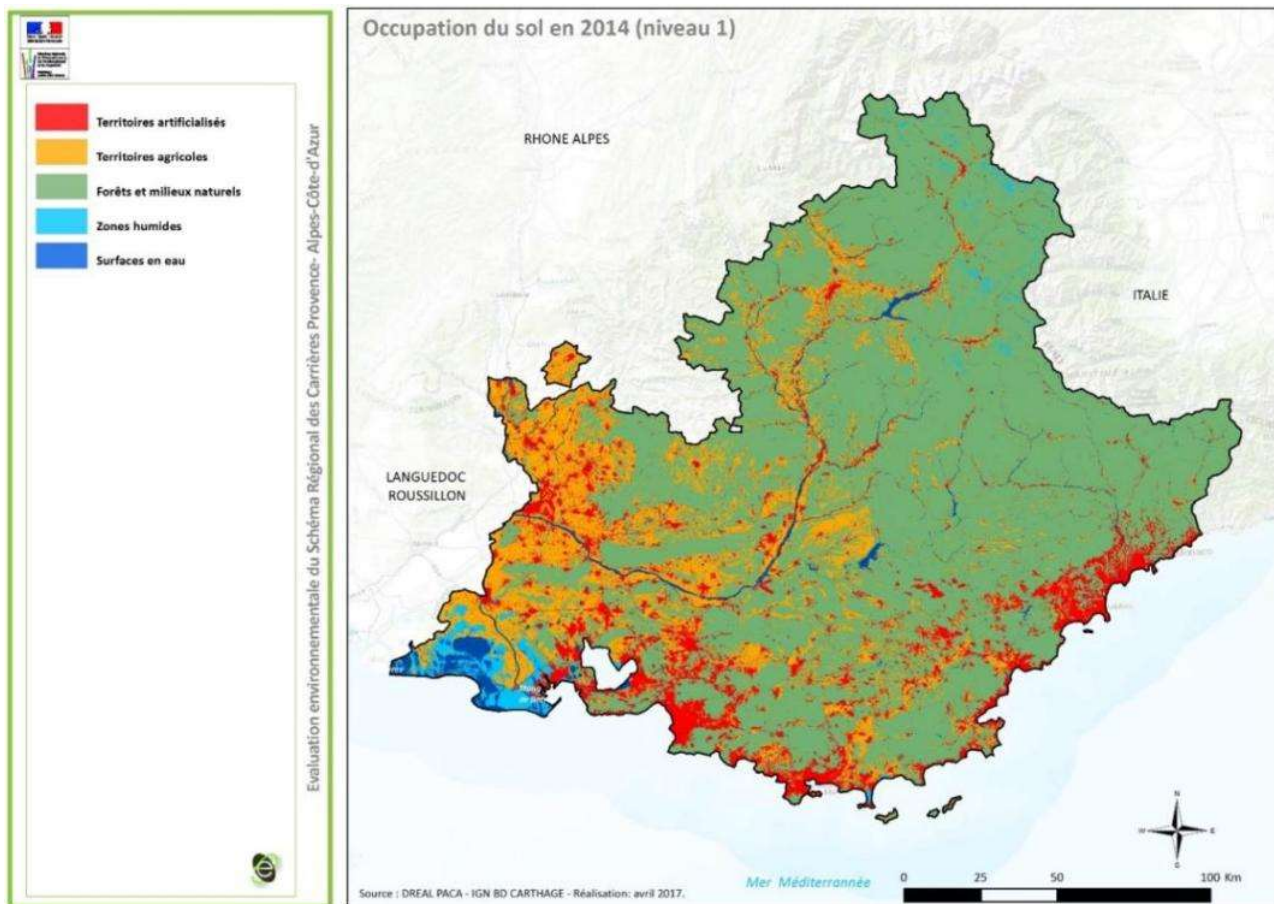 Occupation du sol en 2014 (niveau 1)
Territoires artificialisés
Territoires agricoles
Forêts et milieux naturels
Zones humides
Surfaces en eau
Evaluation environnementale du Schéma Régional des Carrières Provence- Alpes-Côte-d'Azur
RHONE ALPES
ITALIE
LANGUEDOC
ROUSSILLON
Mer Méditerrannée
Source : DREAL PACA - IGN BD CARTHAGE - Réalisation: avril 2017.
N
W
E
0 25 50 100 Km